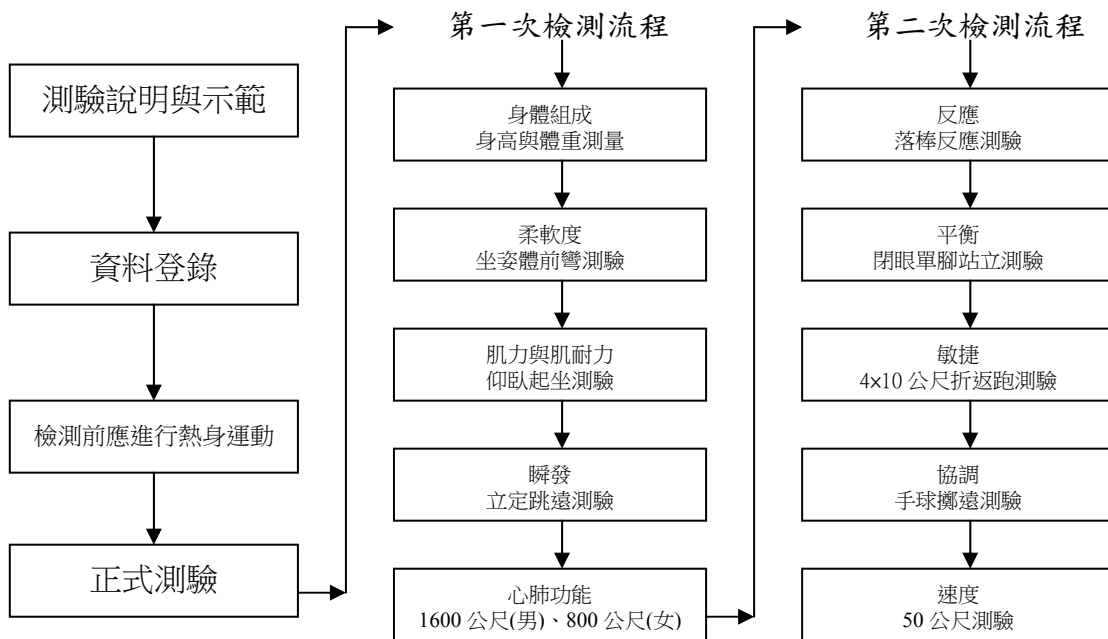 測驗說明與示範
資料登錄
檢測前應進行熱身運動
正式測驗
第一次檢測流程
身體組成
身高與體重測量
柔軟度
坐姿體前彎測驗
肌力與肌耐力
仰臥起坐測驗
瞬發
立定跳遠測驗
心肺功能
1600 公尺(男)、800 公尺(女)
第二次檢測流程
反應
落棒反應測驗
平衡
閉眼單腳站立測驗
敏捷
4×10 公尺折返跑測驗
協調
手球擲遠測驗
速度
50 公尺測驗